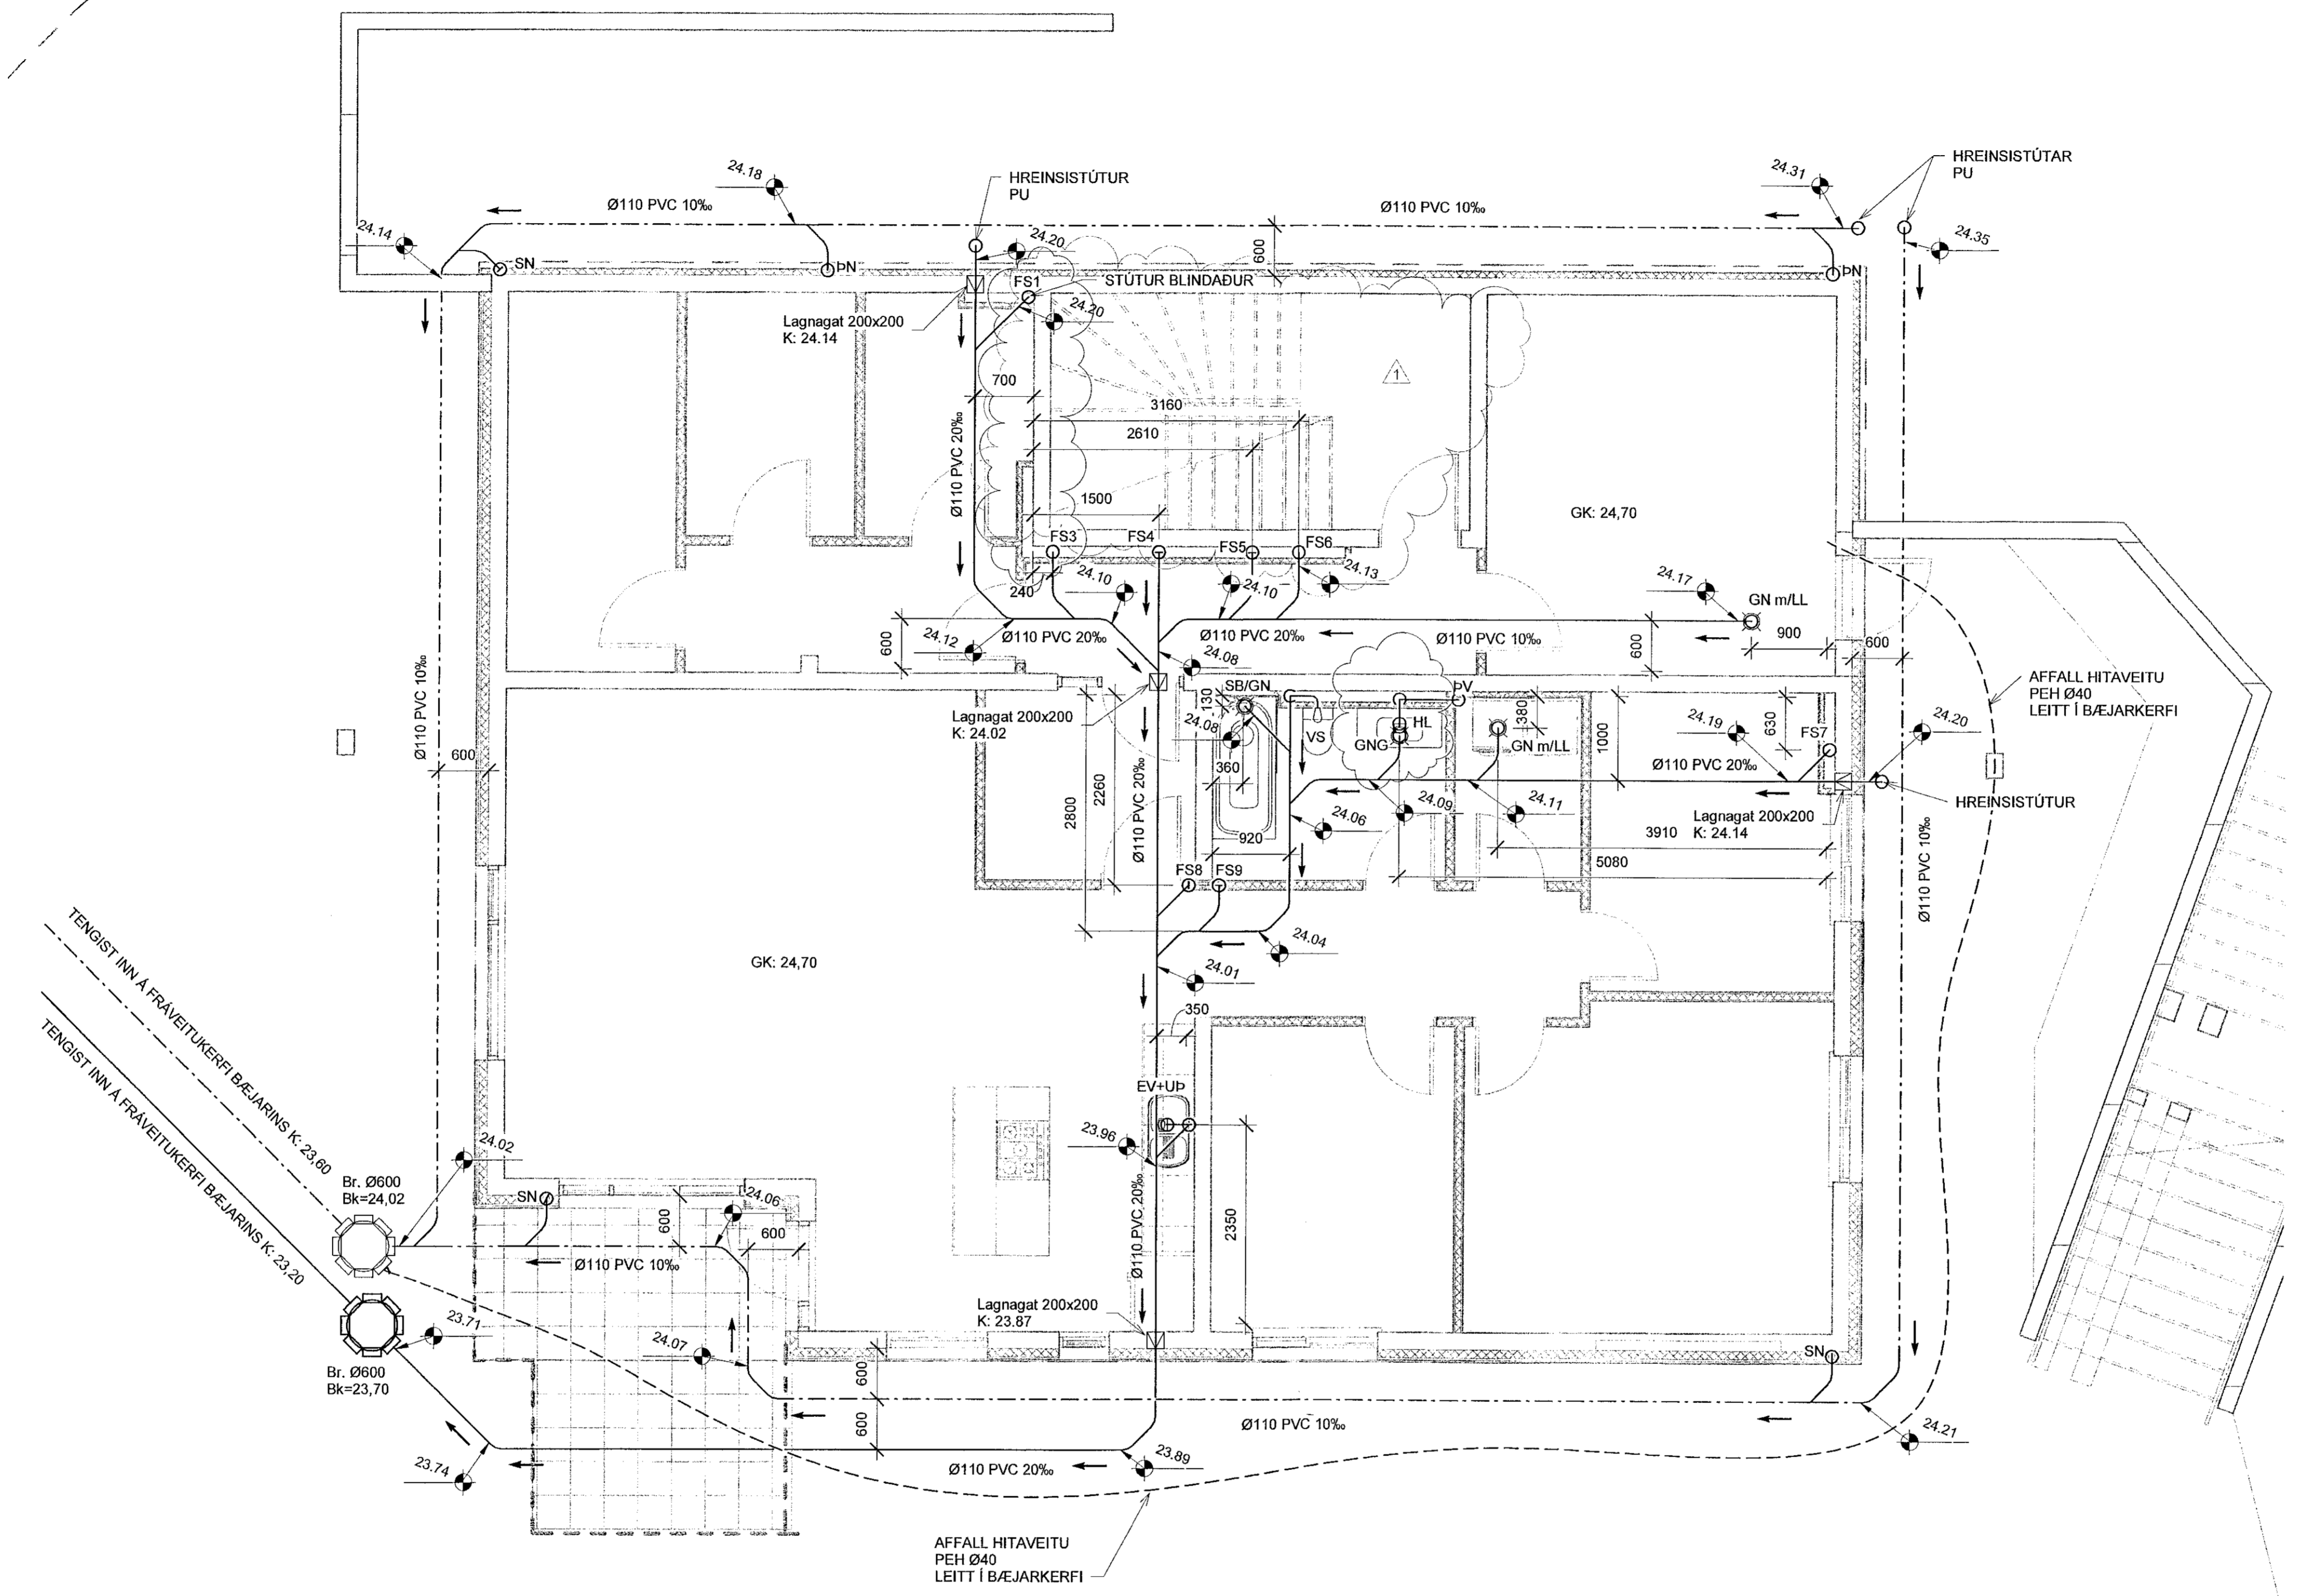 HREINSISTÚTUR
PU
HREINSISTÚTAR
PU
24.18
24.31
Ø110 PVC 10‰
Ø110 PVC 10‰
24.14
24.20
600
24.35
SN
ÞN
ÞN
FS1
STÚTUR BLINDAÐUR
24.20
Lagnagat 200x200
K: 24.14
700
1
3160
2610
Ø110 PVC 20‰
1500
GK: 24,70
FS3
FS4
FS5
FS6
24.10
24.10
24.13
24.17
240
GN m/LL
600
24.12
Ø110 PVC 20‰
Ø110 PVC 20‰
Ø110 PVC 10‰
600
900
600
24.08
AFFALL HITAVEITU
PEH Ø40
LEITT Í BÆJARKERFI
SB/GN
ÞV
130
380
Lagnagat 200x200
K: 24.02
24.08
VS
HL
GNG
GN m/LL
1000
24.19
630
FS7
24.20
Ø110 PVC 10‰
600
360
Ø110 PVC 20‰
HREINSISTÚTUR
2800
2260
Ø110 PVC 20‰
24.06
24.09
24.11
Lagnagat 200x200
3910
K: 24.14
920
5080
FS8
FS9
Ø110 PVC 10‰
24.04
GK: 24,70
24.01
350
TENGIST INN Á FRÁVEITUKERFI BÆJARINS K: 23,60
TENGIST INN Á FRÁVEITUKERFI BÆJARINS K: 23,20
EV+UÞ
23.96
24.02
Br. Ø600
Bk=24,02
SN
24.06
600
600
2350
Ø110 PVC 20‰
Ø110 PVC 10‰
Lagnagat 200x200
K: 23.87
23.71
24.07
SN
Br. Ø600
Bk=23,70
600
600
Ø110 PVC 10‰
24.21
23.74
Ø110 PVC 20‰
23.89
AFFALL HITAVEITU
PEH Ø40
LEITT Í BÆJARKERFI